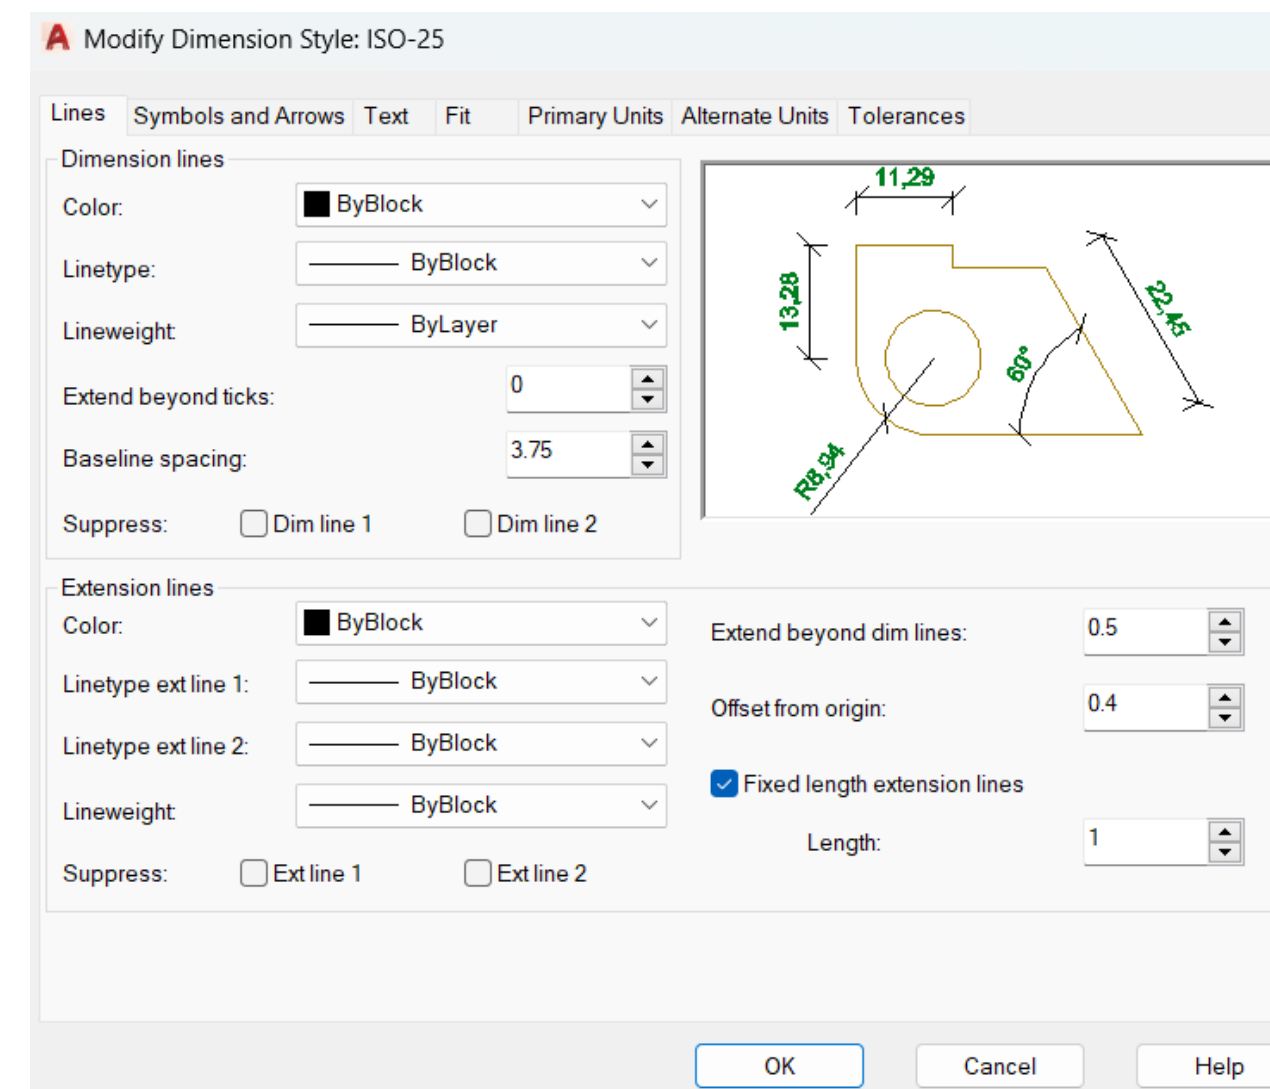 Modify Dimension Style: ISO-25
Lines Symbols and Arrows Text Fit Primary Units Alternate Units Tolerances
Dimension lines
Color: ByBlock
Linetype: ByBlock
Lineweight: ByLayer
Extend beyond ticks: 0
Baseline spacing: 3.75
Suppress: Dim line 1 Dim line 2
11,29
13,28
22,45
60°
R8,94
Extension lines
Color: ByBlock
Linetype ext line 1: ByBlock
Linetype ext line 2: ByBlock
Lineweight: ByBlock
Suppress: Ext line 1 Ext line 2
Extend beyond dim lines: 0.5
Offset from origin: 0.4
Fixed length extension lines
Length: 1
OK Cancel Help